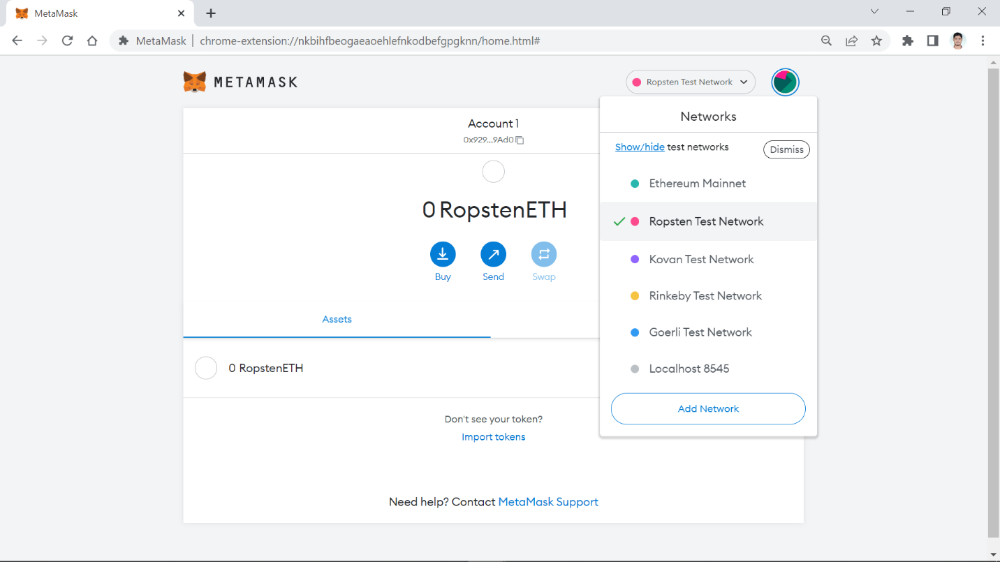 MetaMask
MetaMask | chrome-extension://nkbihfbeogaeaoehlefnkodbefgpgknn/home.html#
METAMASK
Ropsten Test Network
Account 1
0x929...9Ad0
0 RopstenETH
Buy
Send
Swap
Assets
0 RopstenETH
Don't see your token?
Import tokens
Need help? Contact MetaMask Support
Networks
Show/hide test networks
Dismiss
Ethereum Mainnet
Ropsten Test Network
Kovan Test Network
Rinkeby Test Network
Goerli Test Network
Localhost 8545
Add Network